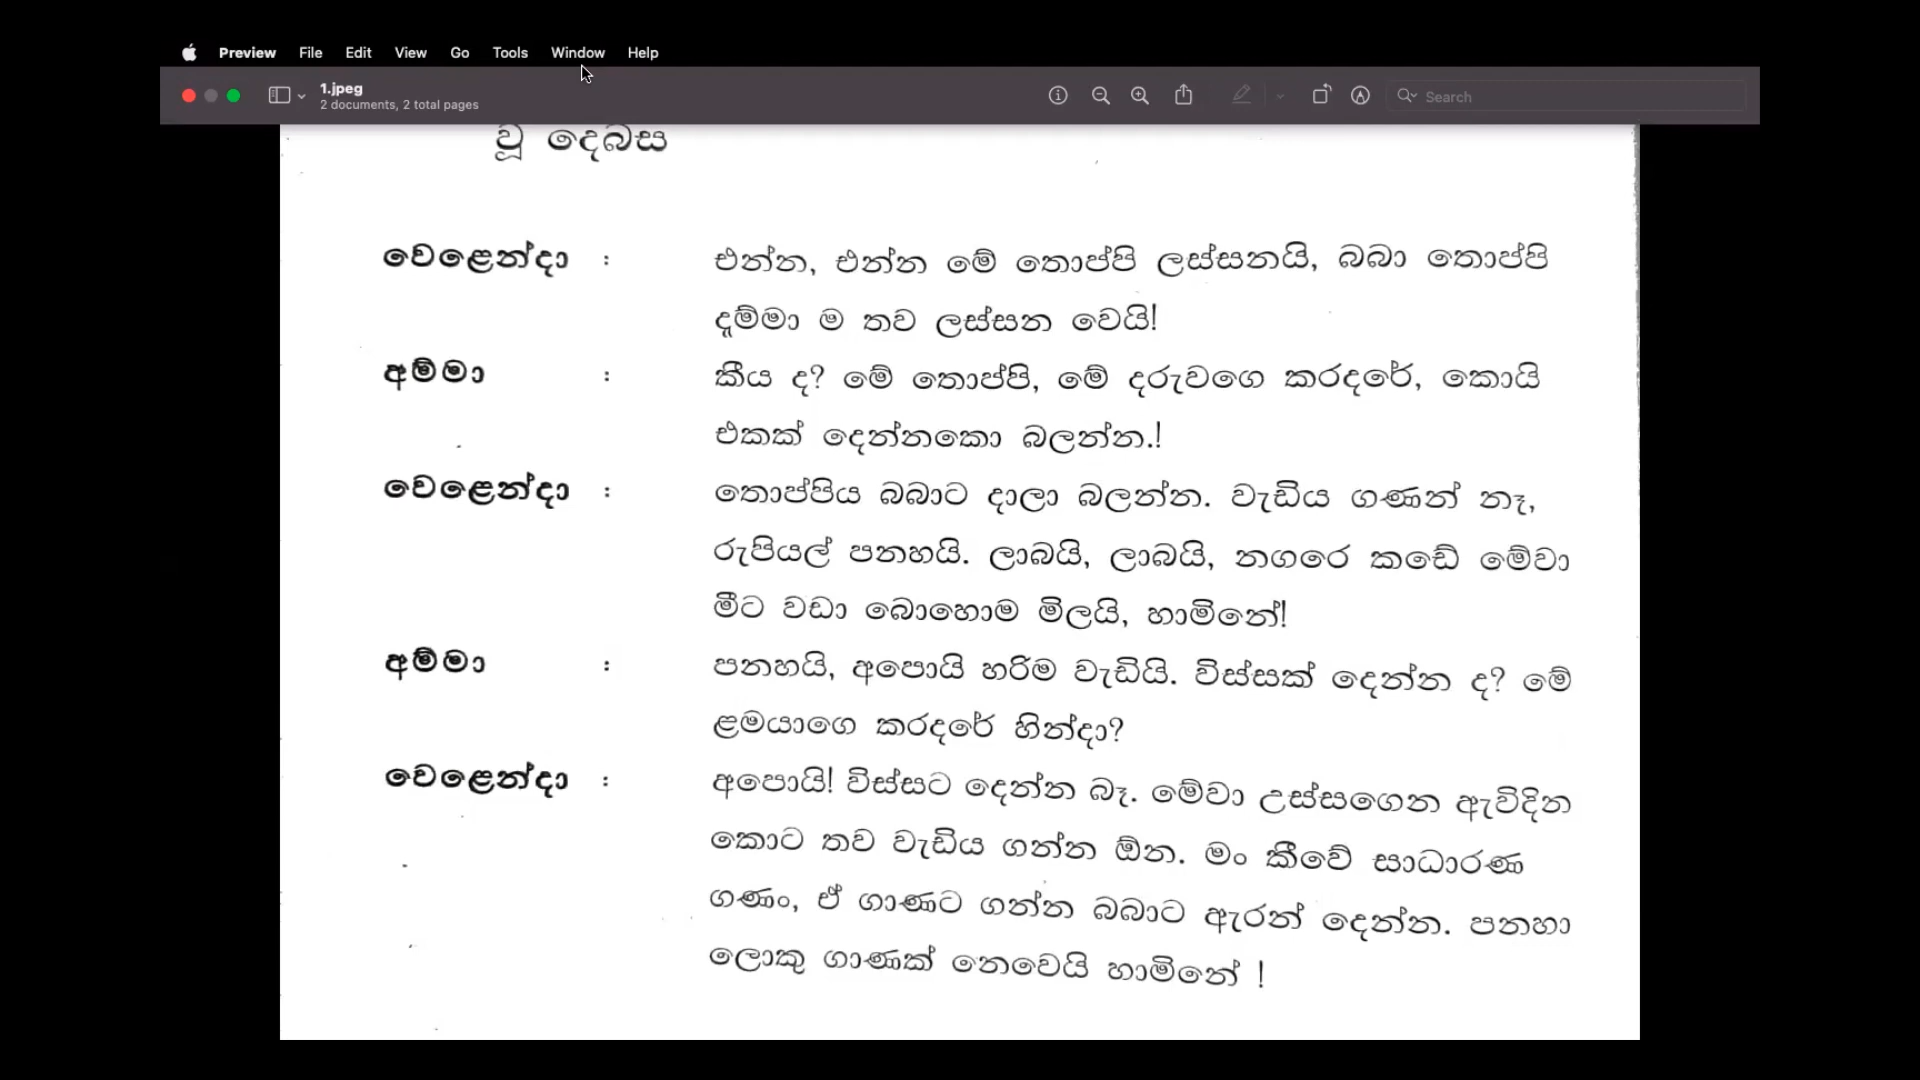 Preview File Edit View Go Tools Window Help
1.jpeg
2 documents, 2 total pages
Search
වූ දෙබස
වෙළෙන්දා : එන්න, එන්න මේ තොප්පි ලස්සනයි, බබා තොප්පි
දැම්මා ම තව ලස්සන වෙයි!
අම්මා : කීය ද? මේ තොප්පි, මේ දරුවගෙ කරදරේ, කොයි
එකක් දෙන්නකො බලන්න.!
වෙළෙන්දා : තොප්පිය බබාට දාලා බලන්න. වැඩිය ගණන් නෑ,
රුපියල් පනහයි. ලාබයි, ලාබයි, නගරෙ කඩේ මේවා
මීට වඩා බොහොම මිලයි, හාමිනේ!
අම්මා : පනහයි, අපොයි හරිම වැඩියි. විස්සක් දෙන්න ද? මේ
ළමයාගෙ කරදරේ හින්දා?
වෙළෙන්දා : අපොයි! විස්සට දෙන්න බෑ. මේවා උස්සගෙන ඇවිදින
කොට තව වැඩිය ගන්න ඕන. මං කීවේ සාධාරණ
ගණං, ඒ ගාණට ගන්න බබාට ඇරන් දෙන්න. පනහා
ලොකු ගාණක් නෙවෙයි හාමිනේ !